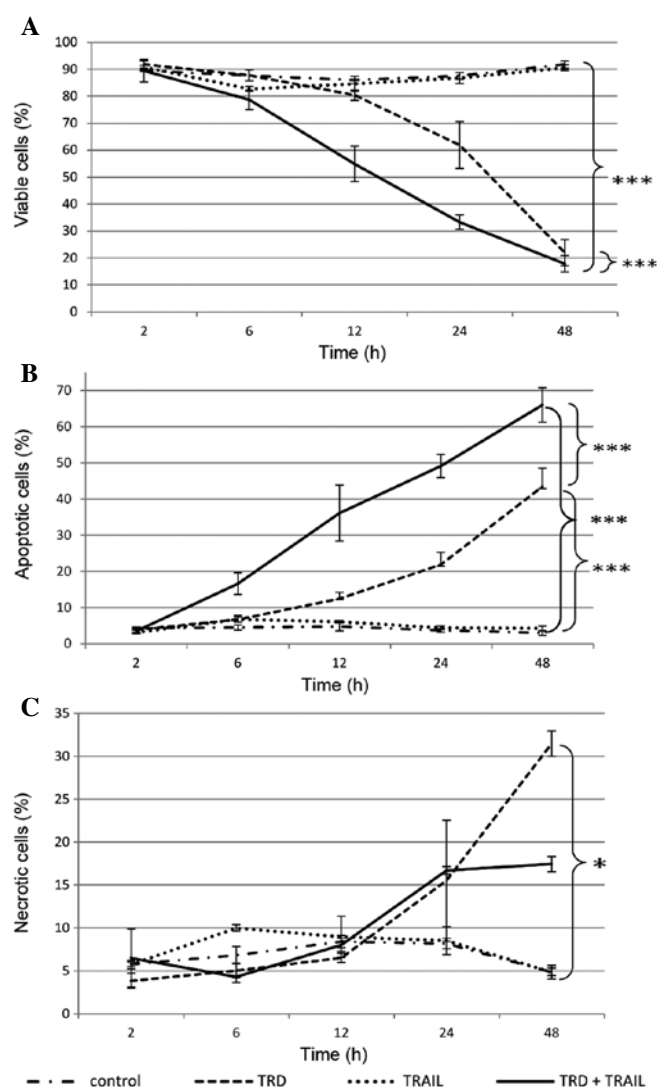 A
100
90
80
70
60
50
40
30
20
10
0
Viable cells (%)
***
***
2 6 12 24 48
Time (h)
B
70
60
50
40
30
20
10
0
Apoptotic cells (%)
***
***
***
2 6 12 24 48
Time (h)
C
35
30
25
20
15
10
5
0
Necrotic cells (%)
*
2 6 12 24 48
Time (h)
control TRD TRAIL TRD + TRAIL